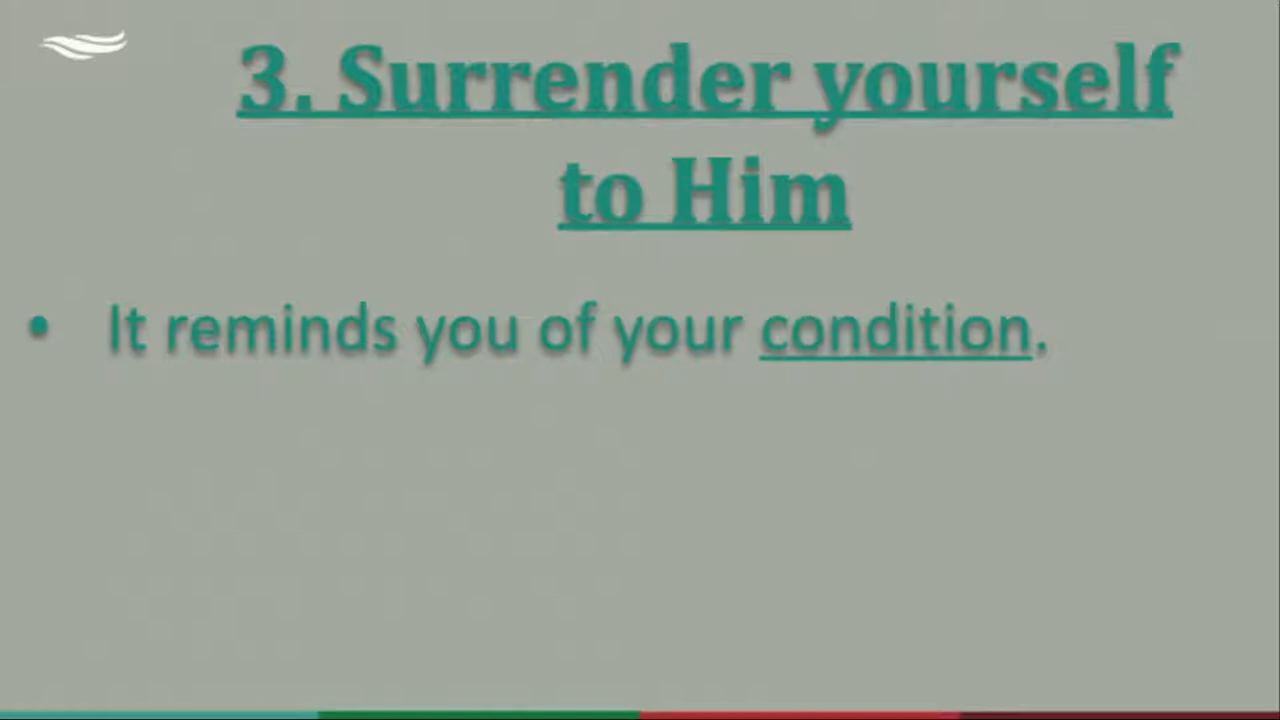 3. Surrender yourself
to Him
• It reminds you of your condition.